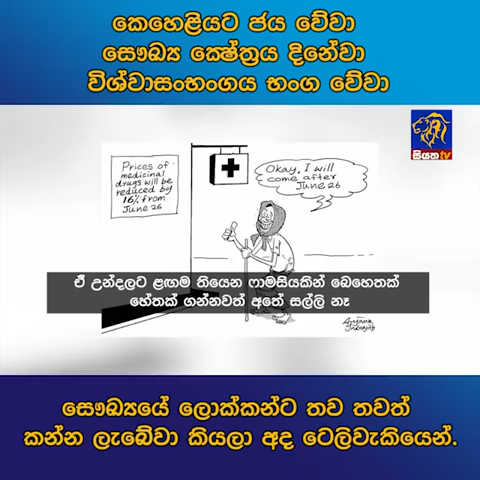 කෙහෙළියට ජය වේවා
සෞඛ්‍ය ක්‍ෂේත්‍රය දිනේවා
විශ්වාසභංගය භංග වේවා
සියත tv
Prices of
medicinal
drugs will be
reduced by
16% from
June 26
Okay, I will
come after
June 26
ඒ උන්දලට ළඟම තියෙන ෆාමසියකින් බෙහෙතක්
හේතක් ගන්නවත් අතේ සල්ලි නෑ
සෞඛ්‍යයේ ලොක්කන්ට තව තවත්
කන්න ලැබේවා කියලා අද ටෙලිවැකියෙන්.